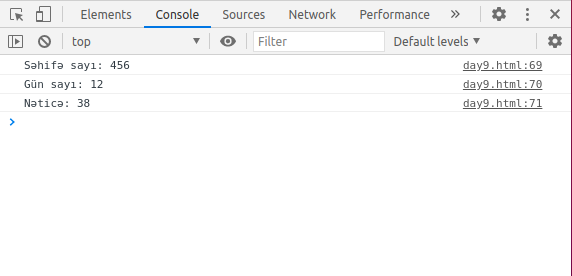 Elements Console Sources Network Performance »
top Filter Default levels
Səhifə sayı: 456 day9.html:69
Gün sayı: 12 day9.html:70
Nəticə: 38 day9.html:71